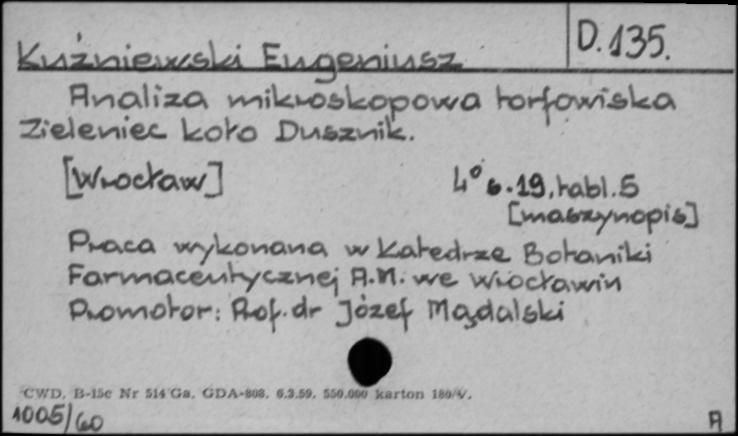 D.135.
Kuźniewski Eugeniusz
Analiza mikroskopowa torfowiska
Zieleniec koło Dusznik.
[Wrocław]
4° s. 19, tabl. 5
[maszynopis]
Praca wykonana w Katedrze Botaniki
Farmaceutycznej A.M. we Wrocławiu
Promotor: Prof. dr Józef Mądalski
CWD. B-15c Nr 514 Ga. GDA-808. 6.3.59. 550.000 karton 180/V.
1005/60
A